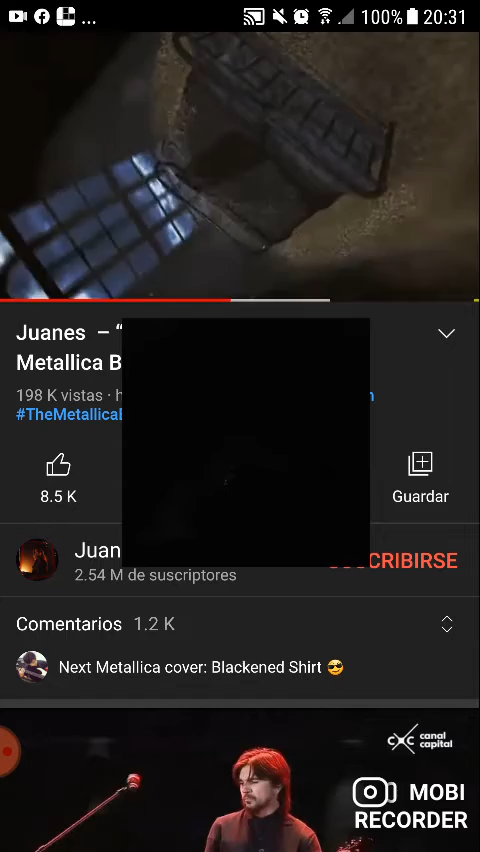 ... 100% 20:31
Juanes – “
Metallica B
198 K vistas · h
#TheMetallica
8.5 K
Guardar
Juan
SUSCRIBIRSE
2.54 M de suscriptores
Comentarios 1.2 K
Next Metallica cover: Blackened Shirt 😎
canal
capital
MOBI
RECORDER